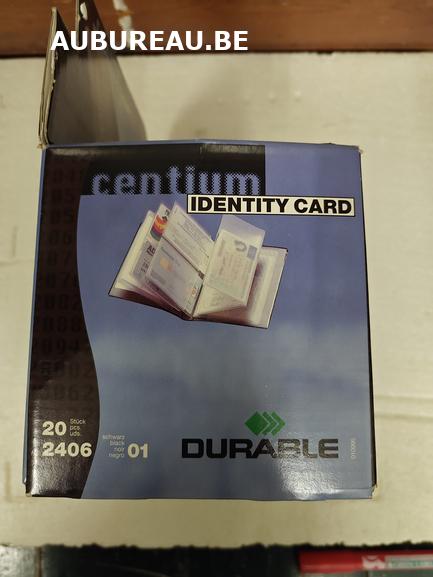 AUBUREAU.BE
centium
IDENTITY CARD
20 Stück
pcs.
uds.
2406
schwarz
black
noir
negro
01
DURABLE